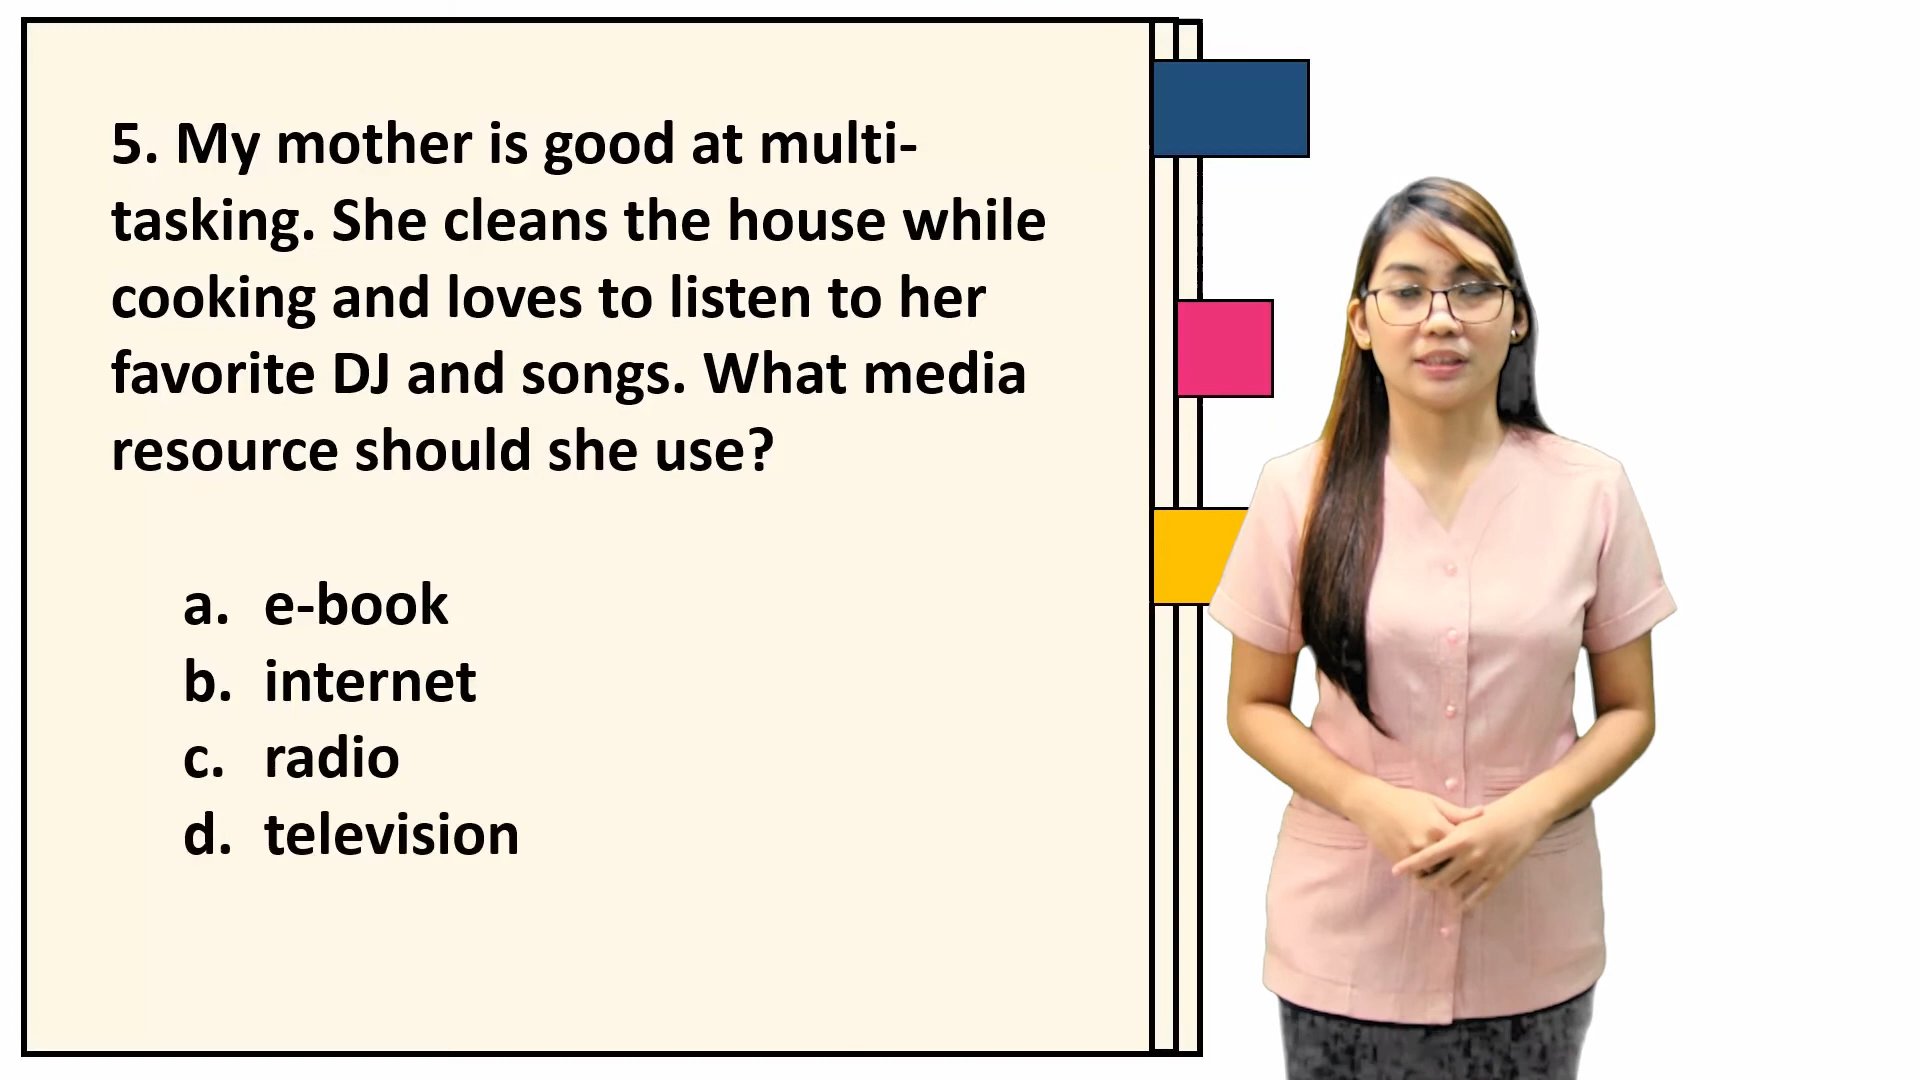 5. My mother is good at multi-
tasking. She cleans the house while
cooking and loves to listen to her
favorite DJ and songs. What media
resource should she use?
a. e-book
b. internet
c. radio
d. television